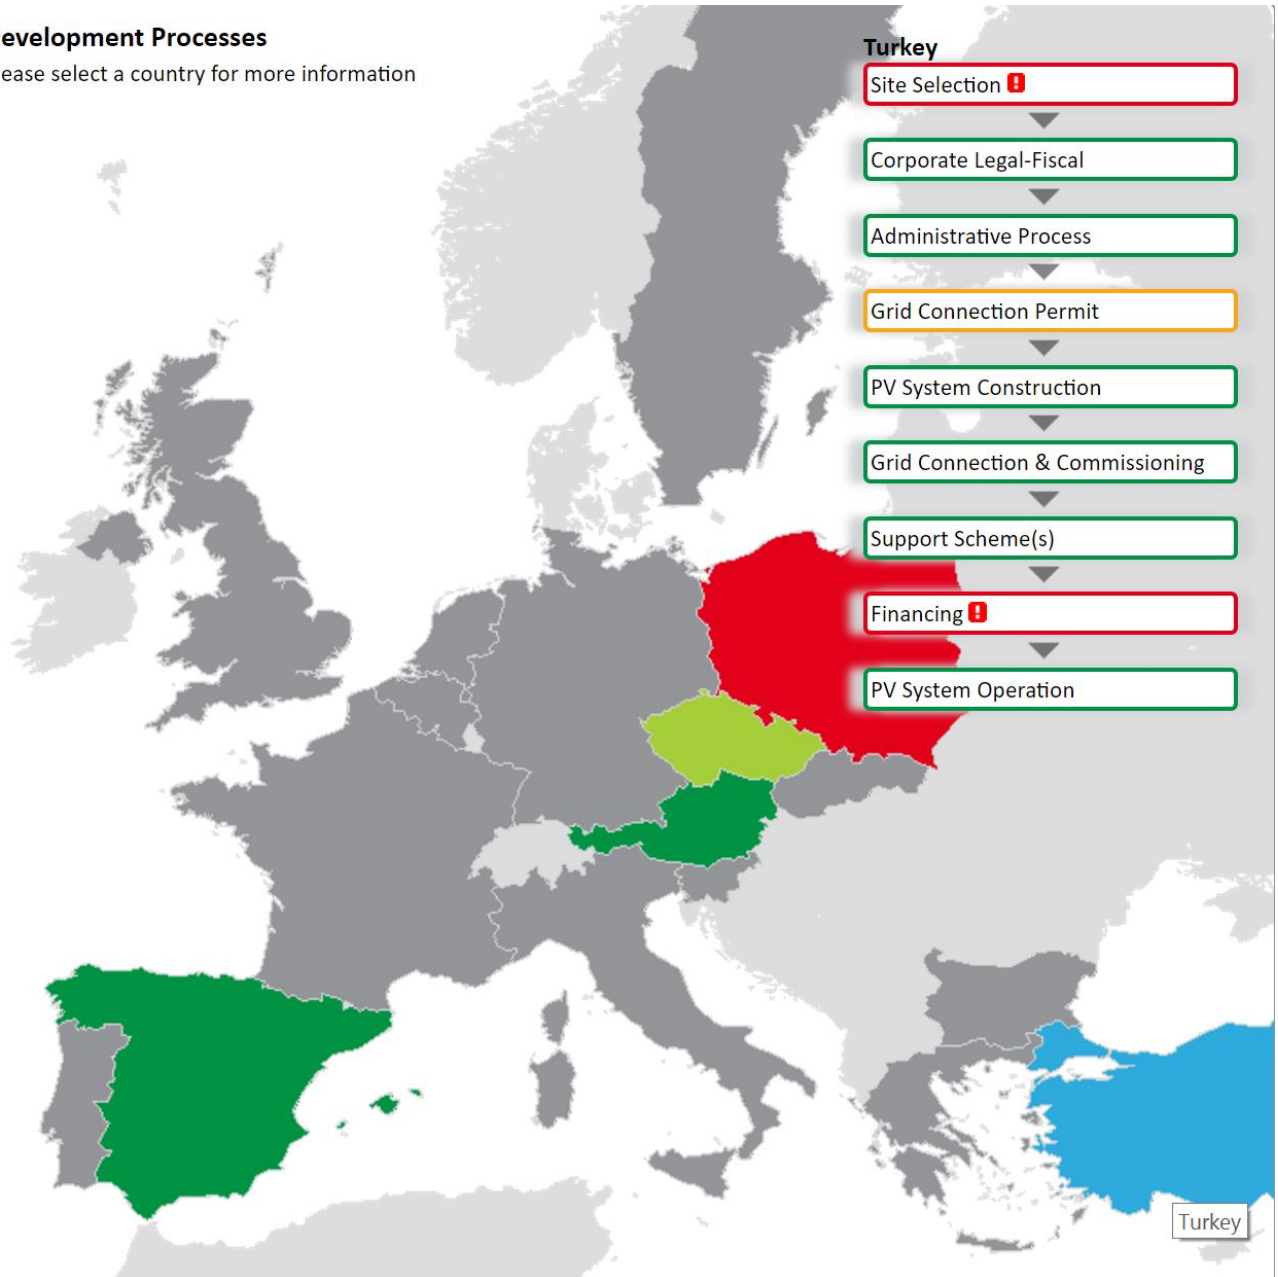 evelopment Processes
ease select a country for more information
Turkey
Site Selection
Corporate Legal-Fiscal
Administrative Process
Grid Connection Permit
PV System Construction
Grid Connection & Commissioning
Support Scheme(s)
Financing
PV System Operation
Turkey